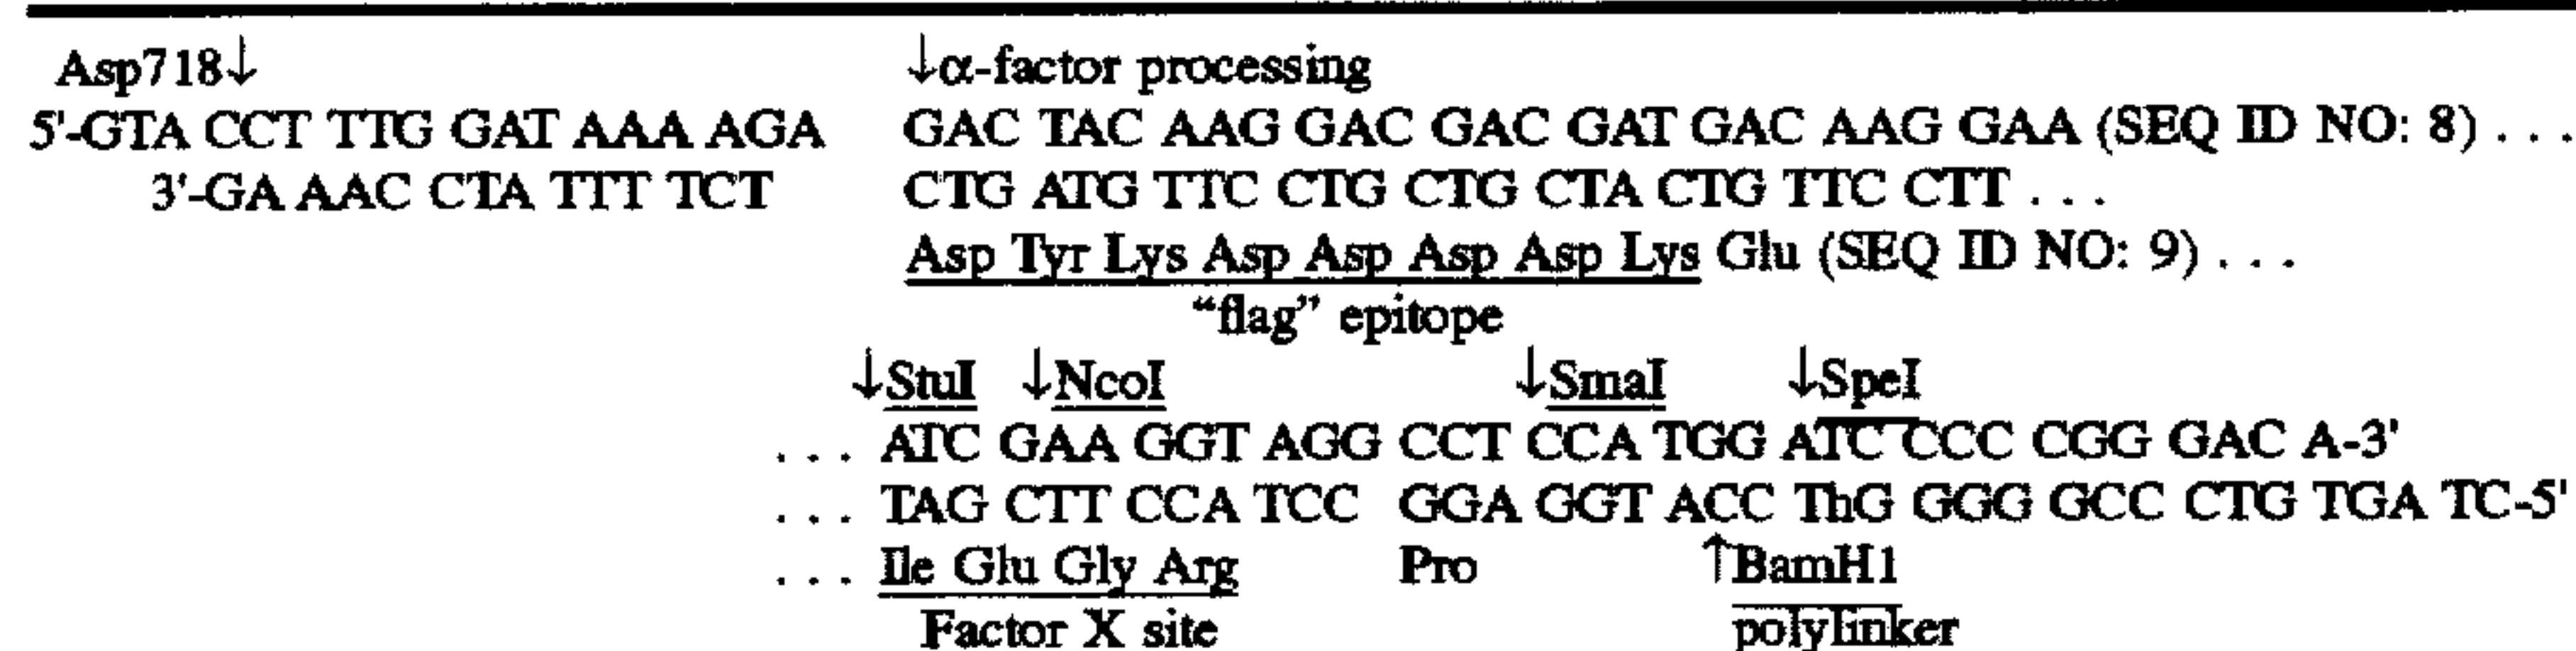 Asp718↓ ↓α-factor processing
5'-GTA CCT TTG GAT AAA AGA GAC TAC AAG GAC GAC GAT GAC AAG GAA (SEQ ID NO: 8) . . .
3'-GA AAC CTA TTT TCT CTG ATG TTC CTG CTG CTA CTG TTC CTT . . .
Asp Tyr Lys Asp Asp Asp Asp Lys Glu (SEQ ID NO: 9) . . .
“flag” epitope
↓StuI ↓NcoI ↓SmaI ↓SpeI
. . . ATC GAA GGT AGG CCT CCA TGG ATC CCC CGG GAC A-3'
. . . TAG CTT CCA TCC GGA GGT ACC ThG GGG GCC CTG TGA TC-5'
. . . Ile Glu Gly Arg Pro ↑BamH1
Factor X site polylinker